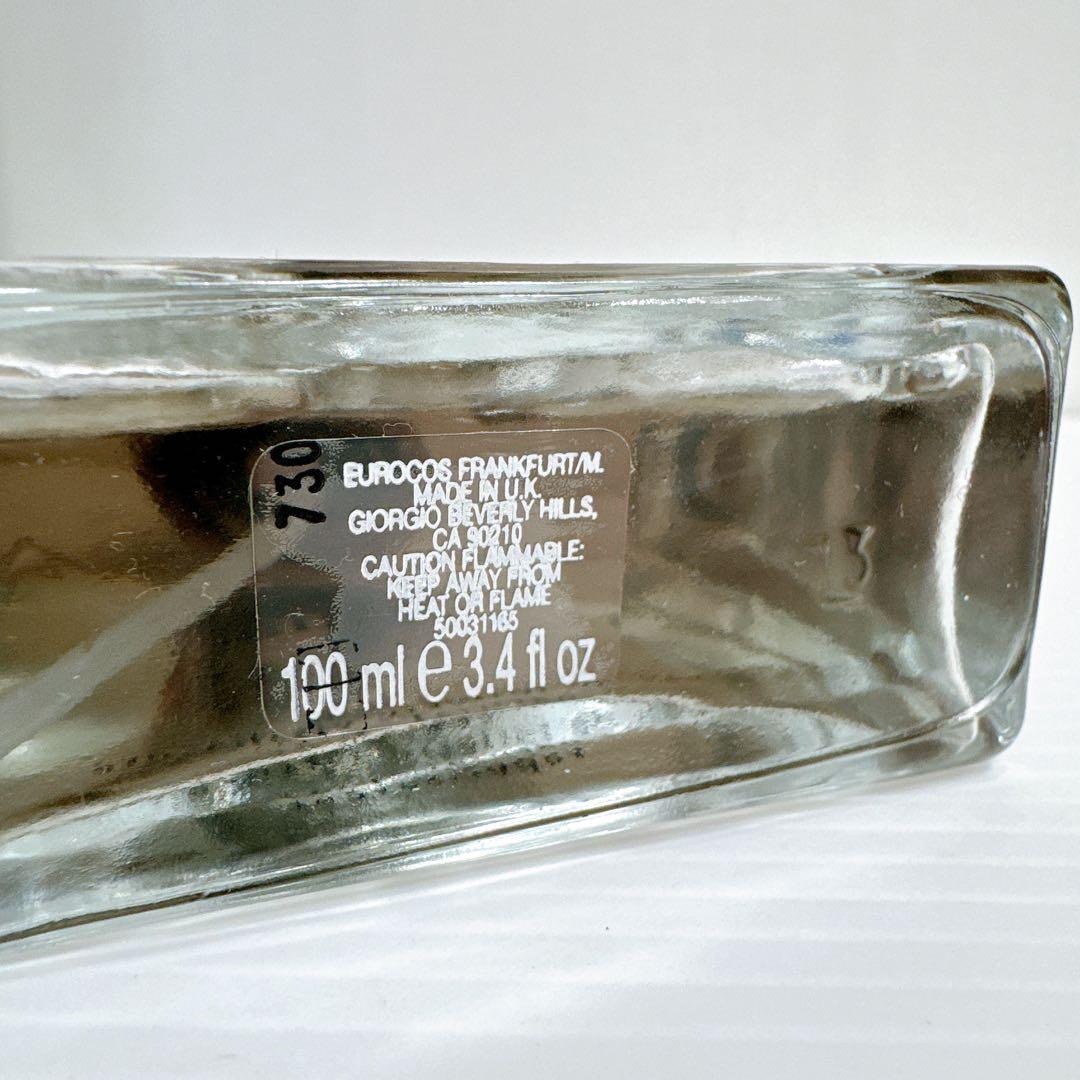 730
EUROCOS FRANKFURT/M.
MADE IN U.K.
GIORGIO BEVERLY HILLS,
CA 90210
CAUTION FLAMMABLE:
KEEP AWAY FROM
HEAT OR FLAME
50031165
100 ml e 3.4 fl oz
13